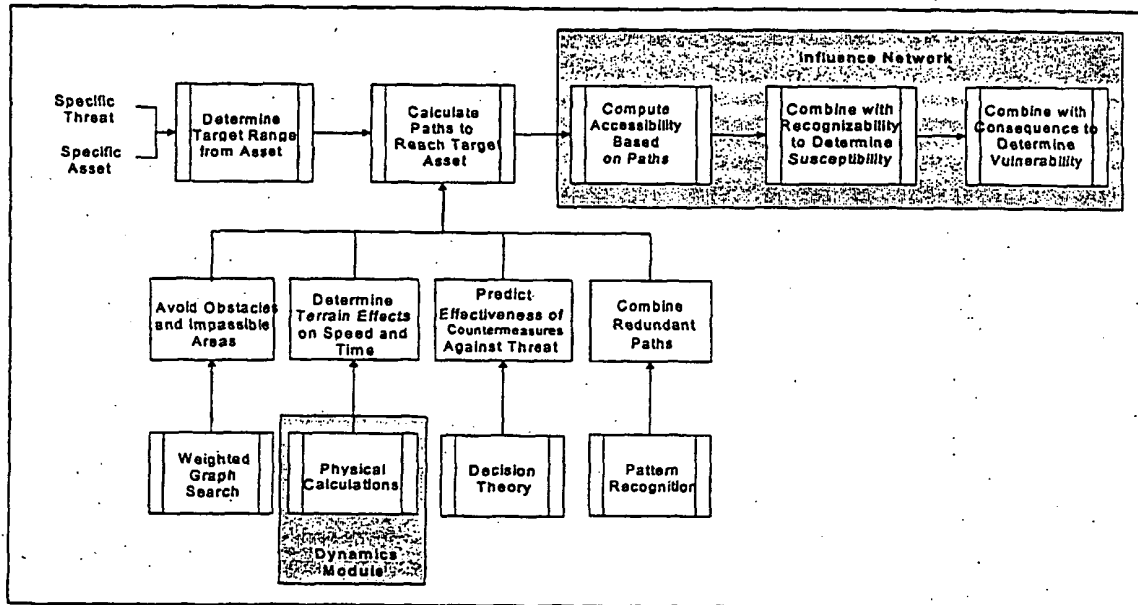 Influence Network
Specific
Threat
Specific
Asset
Determine
Target Range
from Asset
Calculate
Paths to
Reach Target
Asset
Compute
Accessibility
Based
on Paths
Combine with
Recognizability
to Determine
Susceptibility
Combine with
Consequence to
Determine
Vulnerability
Avoid Obstacles
and Impassible
Areas
Determine
Terrain Effects
on Speed and
Time
Predict
Effectiveness of
Countermeasures
Against Threat
Combine
Redundant
Paths
Weighted
Graph
Search
Physical
Calculations
Decision
Theory
Pattern
Recognition
Dynamics
Module